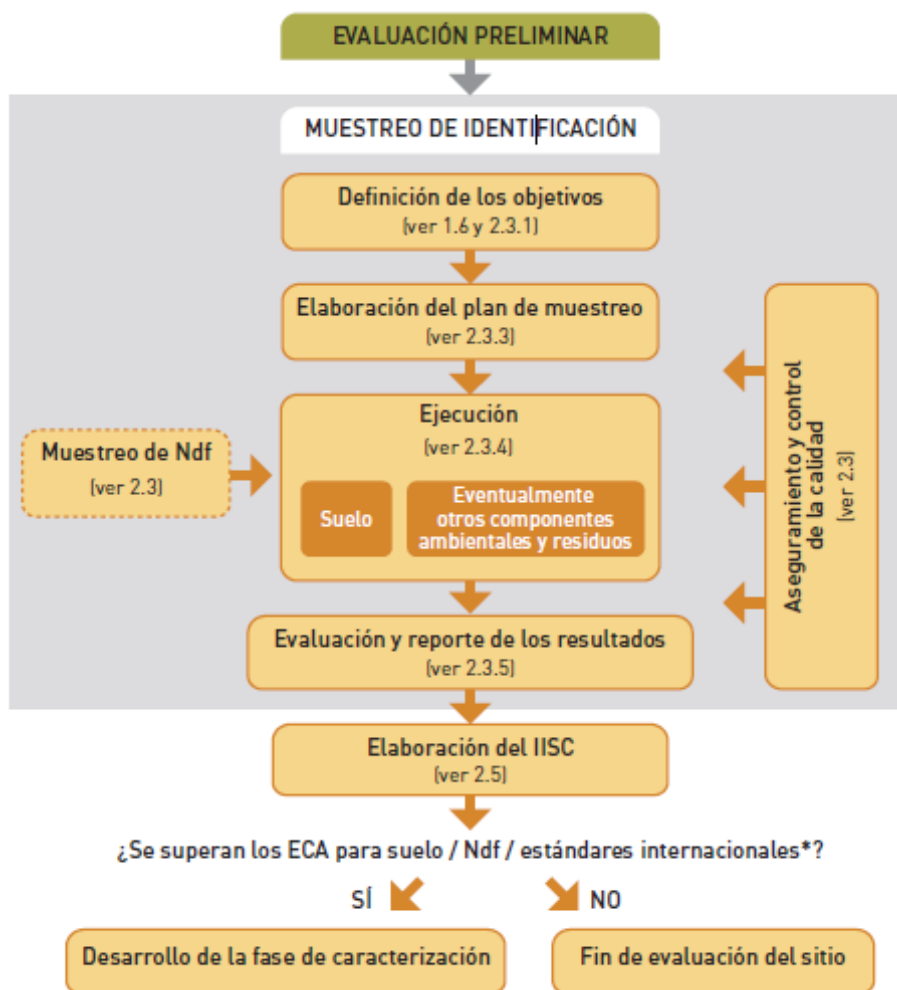 EVALUACIÓN PRELIMINAR
MUESTREO DE IDENTIFICACIÓN
Definición de los objetivos
(ver 1.6 y 2.3.1)
Elaboración del plan de muestreo
(ver 2.3.3)
Ejecución
(ver 2.3.4)
Muestreo de Ndf
(ver 2.3)
Suelo
Eventualmente
otros componentes
ambientales y residuos
Aseguramiento y control
de la calidad
(ver 2.3)
Evaluación y reporte de los resultados
(ver 2.3.5)
Elaboración del IISC
(ver 2.5)
¿Se superan los ECA para suelo / Ndf / estándares internacionales*?
SÍ
NO
Desarrollo de la fase de caracterización
Fin de evaluación del sitio